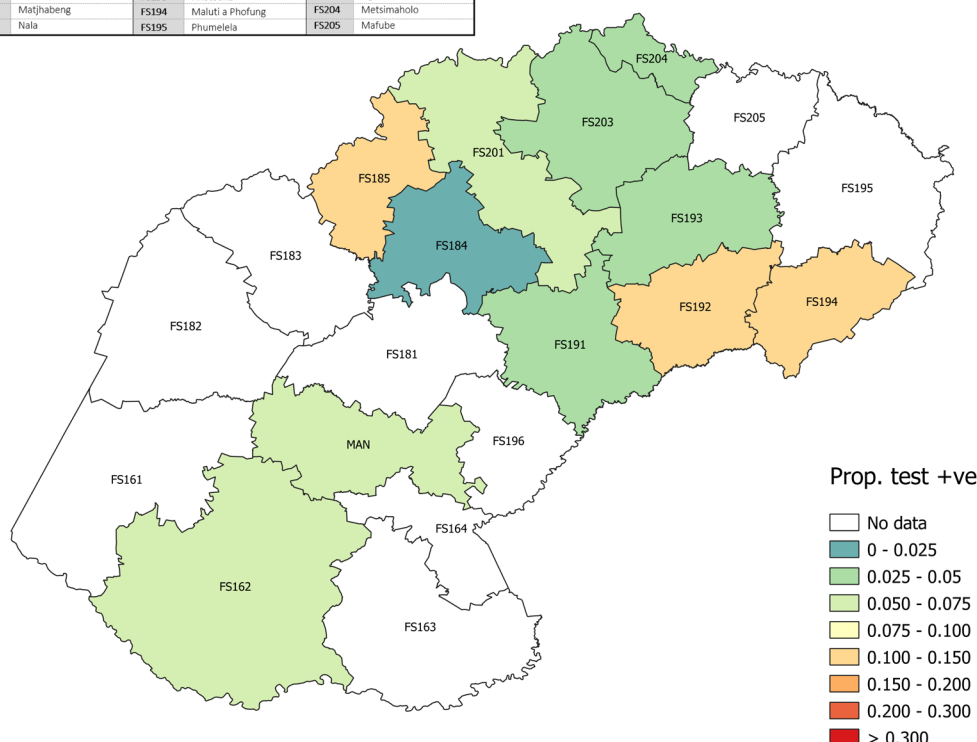 Matjhabeng FS194 Maluti a Phofung FS204 Metsimaholo
Nala FS195 Phumelela FS205 Mafube
FS204
FS203
FS205
FS201
FS185
FS195
FS193
FS184
FS183
FS194
FS192
FS182
FS191
FS181
MAN
FS196
FS161
FS164
FS162
FS163
Prop. test +ve
No data
0 - 0.025
0.025 - 0.05
0.050 - 0.075
0.075 - 0.100
0.100 - 0.150
0.150 - 0.200
0.200 - 0.300
> 0.300